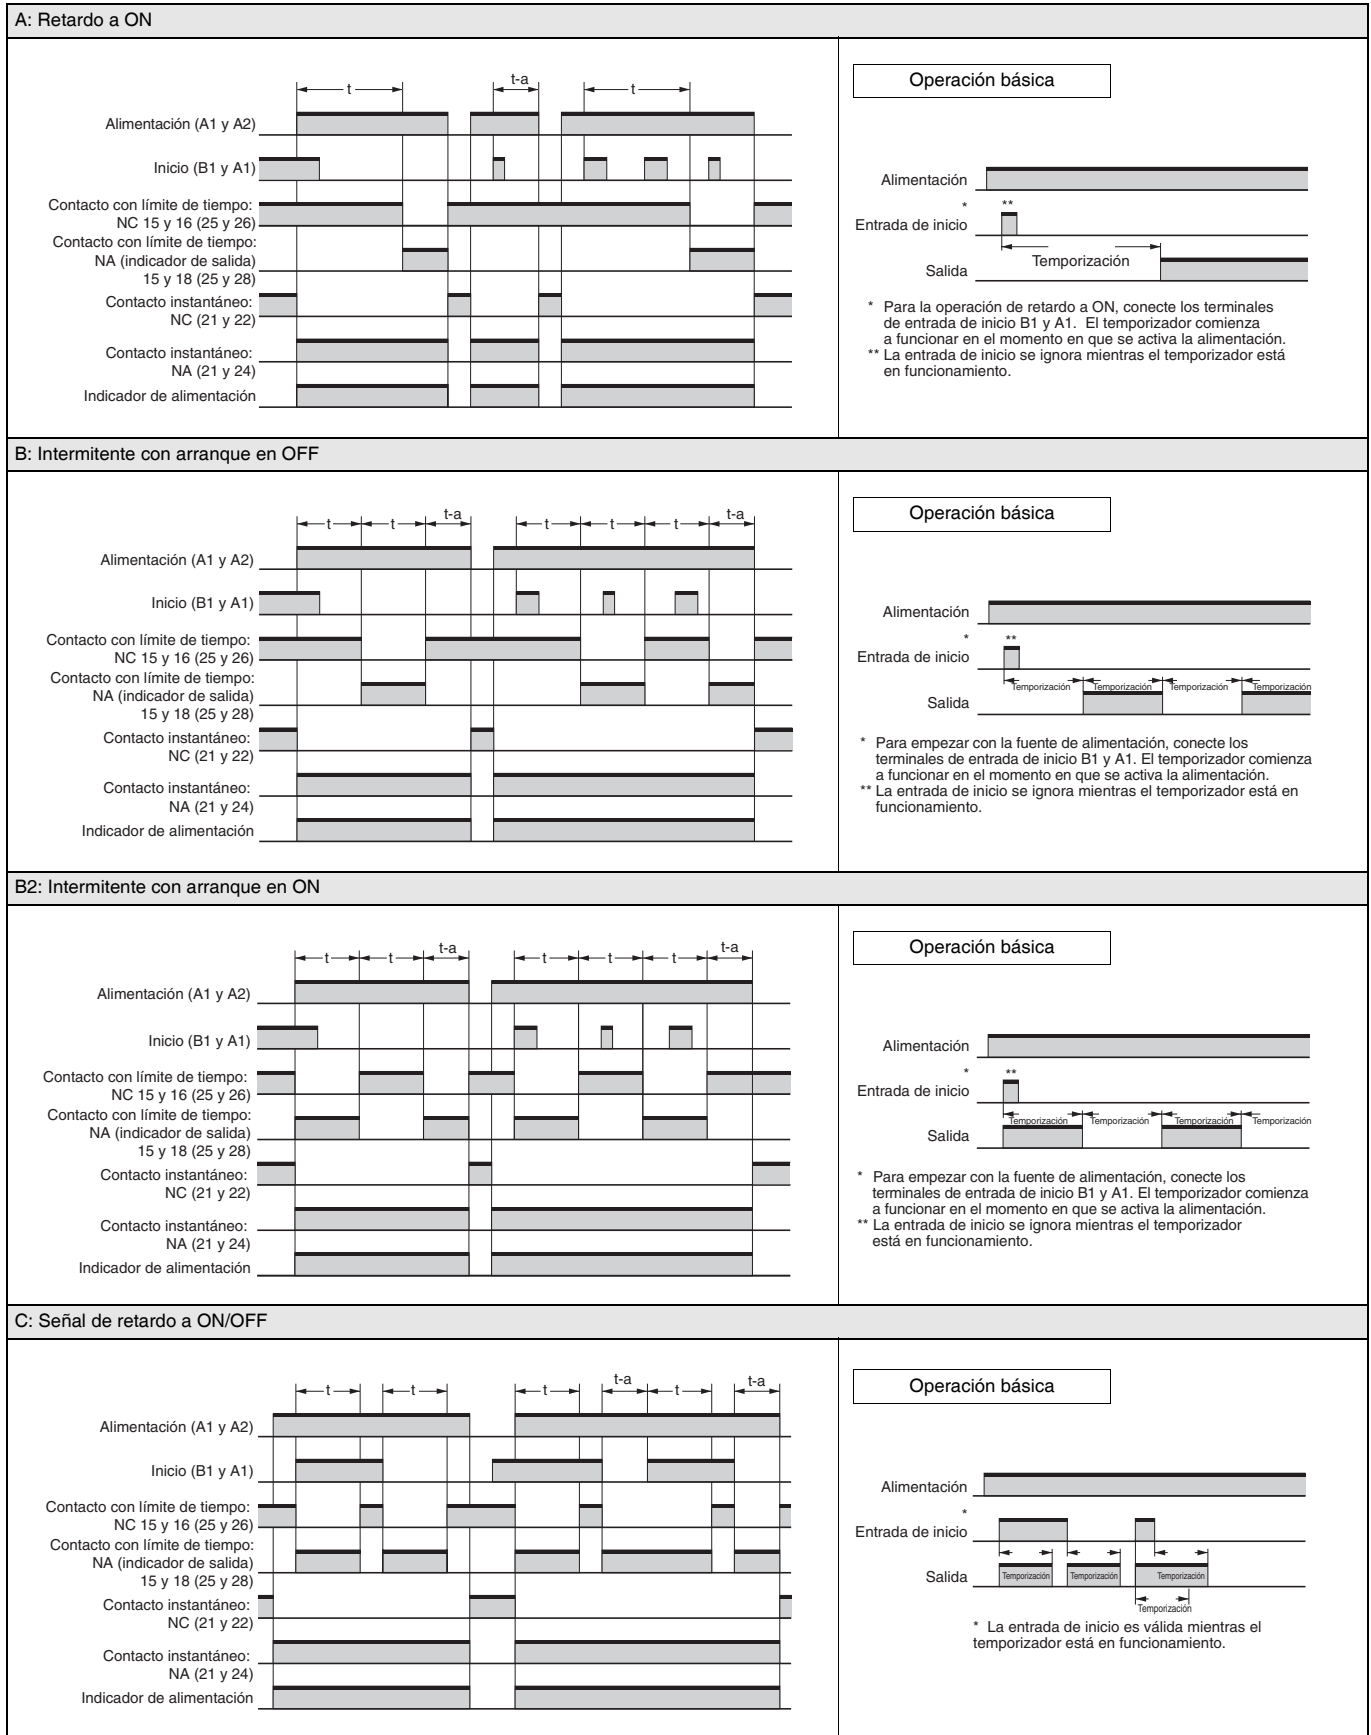 A: Retardo a ON
t
t-a
t
Alimentación (A1 y A2)
Inicio (B1 y A1)
Contacto con límite de tiempo:
NC 15 y 16 (25 y 26)
Contacto con límite de tiempo:
NA (indicador de salida)
15 y 18 (25 y 28)
Contacto instantáneo:
NC (21 y 22)
Contacto instantáneo:
NA (21 y 24)
Indicador de alimentación
Operación básica
Alimentación
*
**
Entrada de inicio
Temporización
Salida
* Para la operación de retardo a ON, conecte los terminales
de entrada de inicio B1 y A1. El temporizador comienza
a funcionar en el momento en que se activa la alimentación.
** La entrada de inicio se ignora mientras el temporizador está
en funcionamiento.
B: Intermitente con arranque en OFF
t
t
t-a
t
t
t
t-a
Alimentación (A1 y A2)
Inicio (B1 y A1)
Contacto con límite de tiempo:
NC 15 y 16 (25 y 26)
Contacto con límite de tiempo:
NA (indicador de salida)
15 y 18 (25 y 28)
Contacto instantáneo:
NC (21 y 22)
Contacto instantáneo:
NA (21 y 24)
Indicador de alimentación
Operación básica
Alimentación
*
**
Entrada de inicio
Temporización Temporización Temporización Temporización
Salida
* Para empezar con la fuente de alimentación, conecte los
terminales de entrada de inicio B1 y A1. El temporizador comienza
a funcionar en el momento en que se activa la alimentación.
** La entrada de inicio se ignora mientras el temporizador está en
funcionamiento.
B2: Intermitente con arranque en ON
t
t
t-a
t
t
t
t-a
Alimentación (A1 y A2)
Inicio (B1 y A1)
Contacto con límite de tiempo:
NC 15 y 16 (25 y 26)
Contacto con límite de tiempo:
NA (indicador de salida)
15 y 18 (25 y 28)
Contacto instantáneo:
NC (21 y 22)
Contacto instantáneo:
NA (21 y 24)
Indicador de alimentación
Operación básica
Alimentación
*
**
Entrada de inicio
Temporización Temporización Temporización Temporización
Salida
* Para empezar con la fuente de alimentación, conecte los
terminales de entrada de inicio B1 y A1. El temporizador comienza
a funcionar en el momento en que se activa la alimentación.
** La entrada de inicio se ignora mientras el temporizador
está en funcionamiento.
C: Señal de retardo a ON/OFF
t
t
t
t-a
t
t-a
Alimentación (A1 y A2)
Inicio (B1 y A1)
Contacto con límite de tiempo:
NC 15 y 16 (25 y 26)
Contacto con límite de tiempo:
NA (indicador de salida)
15 y 18 (25 y 28)
Contacto instantáneo:
NC (21 y 22)
Contacto instantáneo:
NA (21 y 24)
Indicador de alimentación
Operación básica
Alimentación
*
Entrada de inicio
Salida
Temporización Temporización Temporización
Temporización
* La entrada de inicio es válida mientras el
temporizador está en funcionamiento.